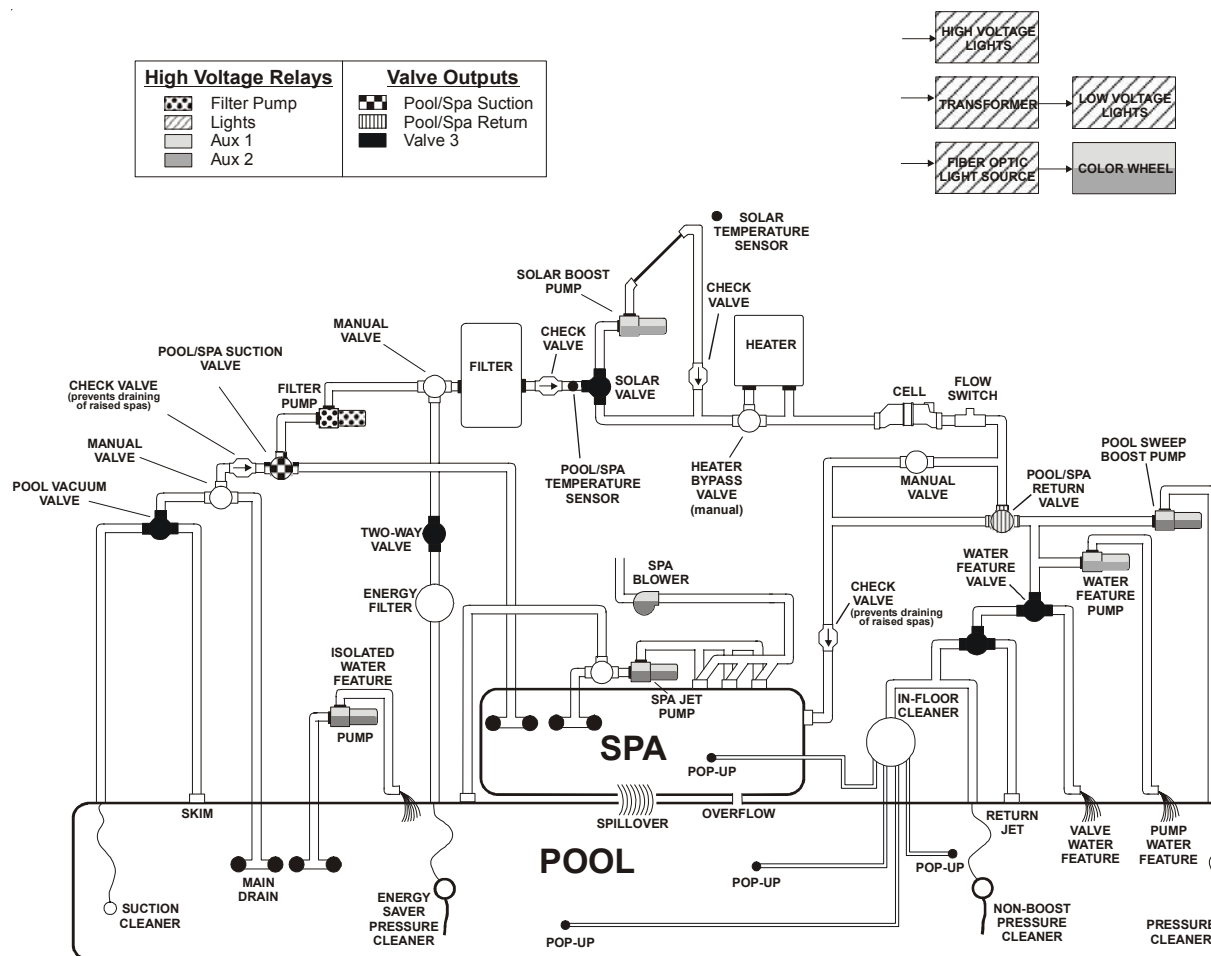 HIGH VOLTAGE
LIGHTS
TRANSFORMER
LOW VOLTAGE
LIGHTS
FIBER OPTIC
LIGHT SOURCE
COLOR WHEEL
High Voltage Relays
Filter Pump
Lights
Aux 1
Aux 2
Valve Outputs
Pool/Spa Suction
Pool/Spa Return
Valve 3
SOLAR
TEMPERATURE
SENSOR
SOLAR BOOST
PUMP
CHECK
VALVE
MANUAL
VALVE
CHECK
VALVE
HEATER
FILTER
POOL/SPA SUCTION
VALVE
SOLAR
VALVE
CHECK VALVE
(prevents draining
of raised spas)
FILTER
PUMP
CELL
FLOW
SWITCH
MANUAL
VALVE
POOL SWEEP
BOOST PUMP
POOL/SPA
TEMPERATURE
SENSOR
HEATER
BYPASS
VALVE
(manual)
MANUAL
VALVE
POOL/SPA
RETURN
VALVE
POOL VACUUM
VALVE
TWO-WAY
VALVE
WATER
FEATURE
VALVE
SPA
BLOWER
WATER
FEATURE
PUMP
ENERGY
FILTER
CHECK
VALVE
(prevents draining
of raised spas)
ISOLATED
WATER
FEATURE
PUMP
SPA JET
PUMP
IN-FLOOR
CLEANER
SPA
POP-UP
SKIM
SPILLOVER
OVERFLOW
RETURN
JET
VALVE
WATER
FEATURE
PUMP
WATER
FEATURE
POOL
MAIN
DRAIN
POP-UP
POP-UP
SUCTION
CLEANER
ENERGY
SAVER
PRESSURE
CLEANER
POP-UP
NON-BOOST
PRESSURE
CLEANER
PRESSURE
CLEANER